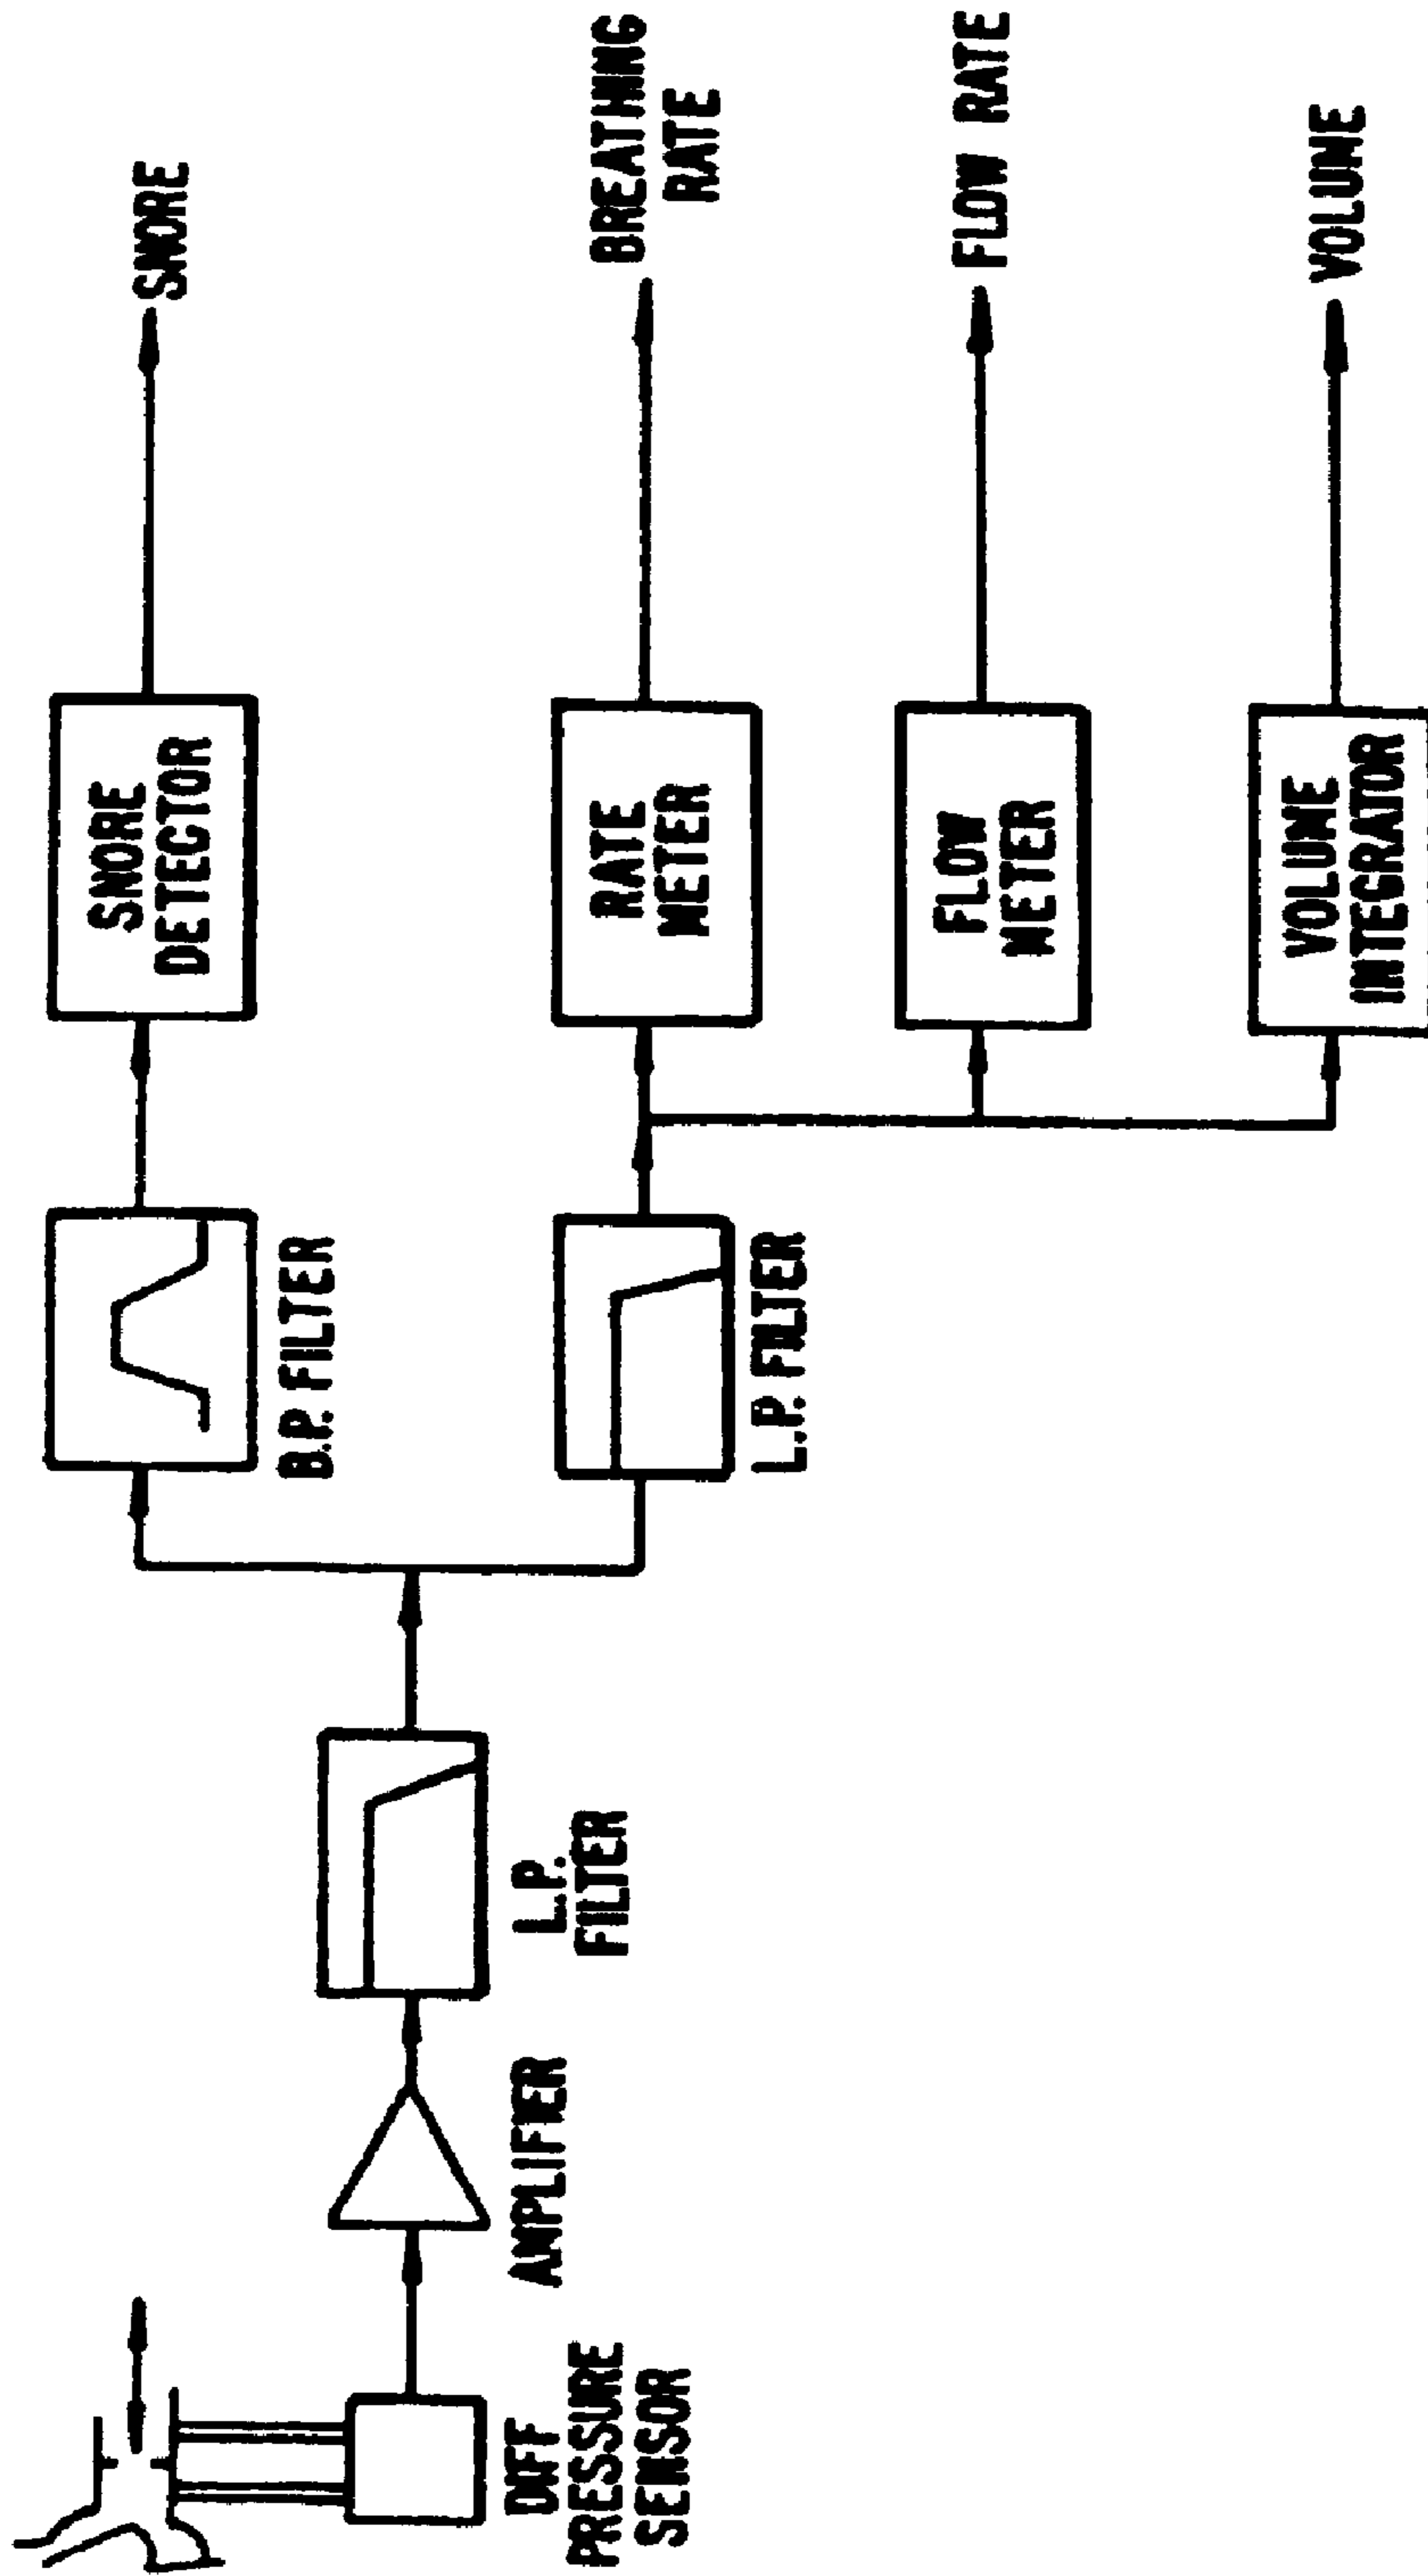 DIFF
PRESSURE
SENSOR
AMPLIFIER
L.P.
FILTER
B.P. FILTER
L.P. FILTER
SNORE
DETECTOR
RATE
METER
FLOW
METER
VOLUME
INTEGRATOR
SNORE
BREATHING
RATE
FLOW RATE
VOLUME